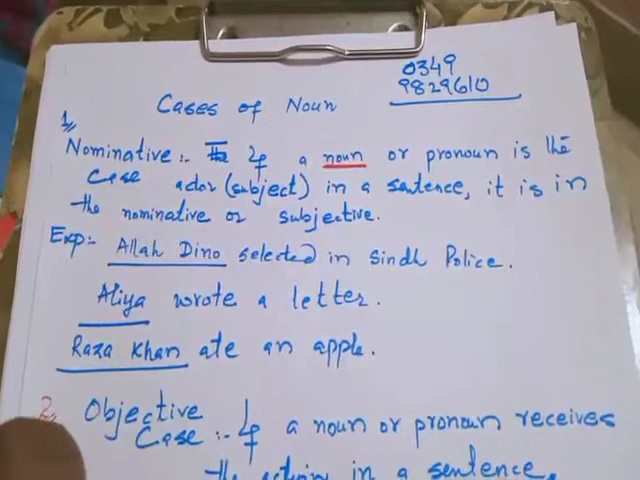 0349
9829610
Cases of Noun
1,,
Nominative:- If a noun or pronoun is the
Case actor (subject) in a sentence, it is in
the nominative or subjective.
Exp:- Allah Dino selected in Sindh Police.
Aliya wrote a letter.
Raza Khan ate an apple.
2,,
Objective
Case :- If a noun or pronoun receives
the action in a sentence.